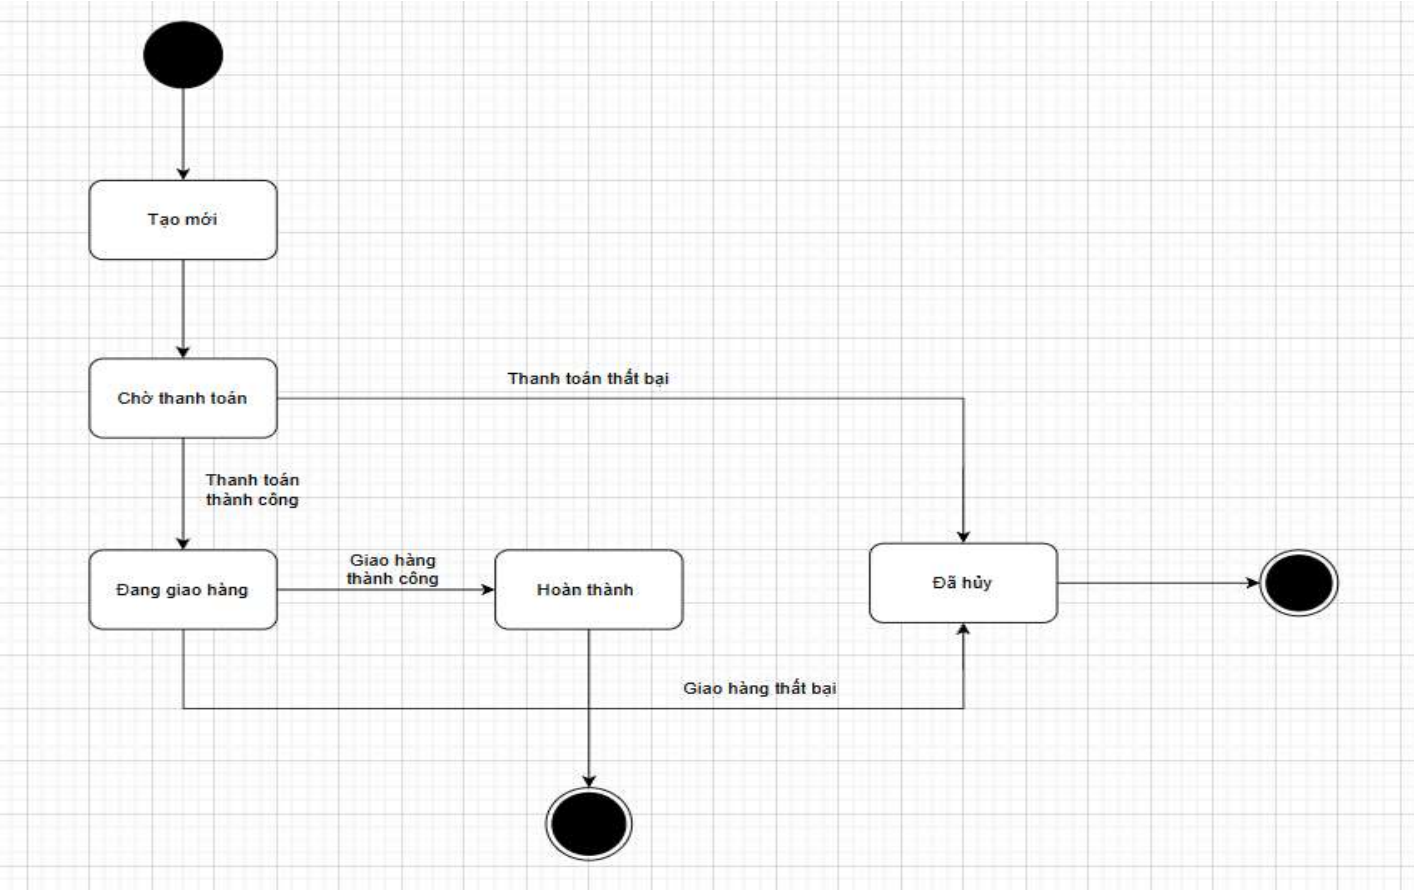 Tạo mới
Chờ thanh toán
Thanh toán thất bại
Thanh toán
thành công
Đang giao hàng
Giao hàng
thành công
Hoàn thành
Đã hủy
Giao hàng thất bại